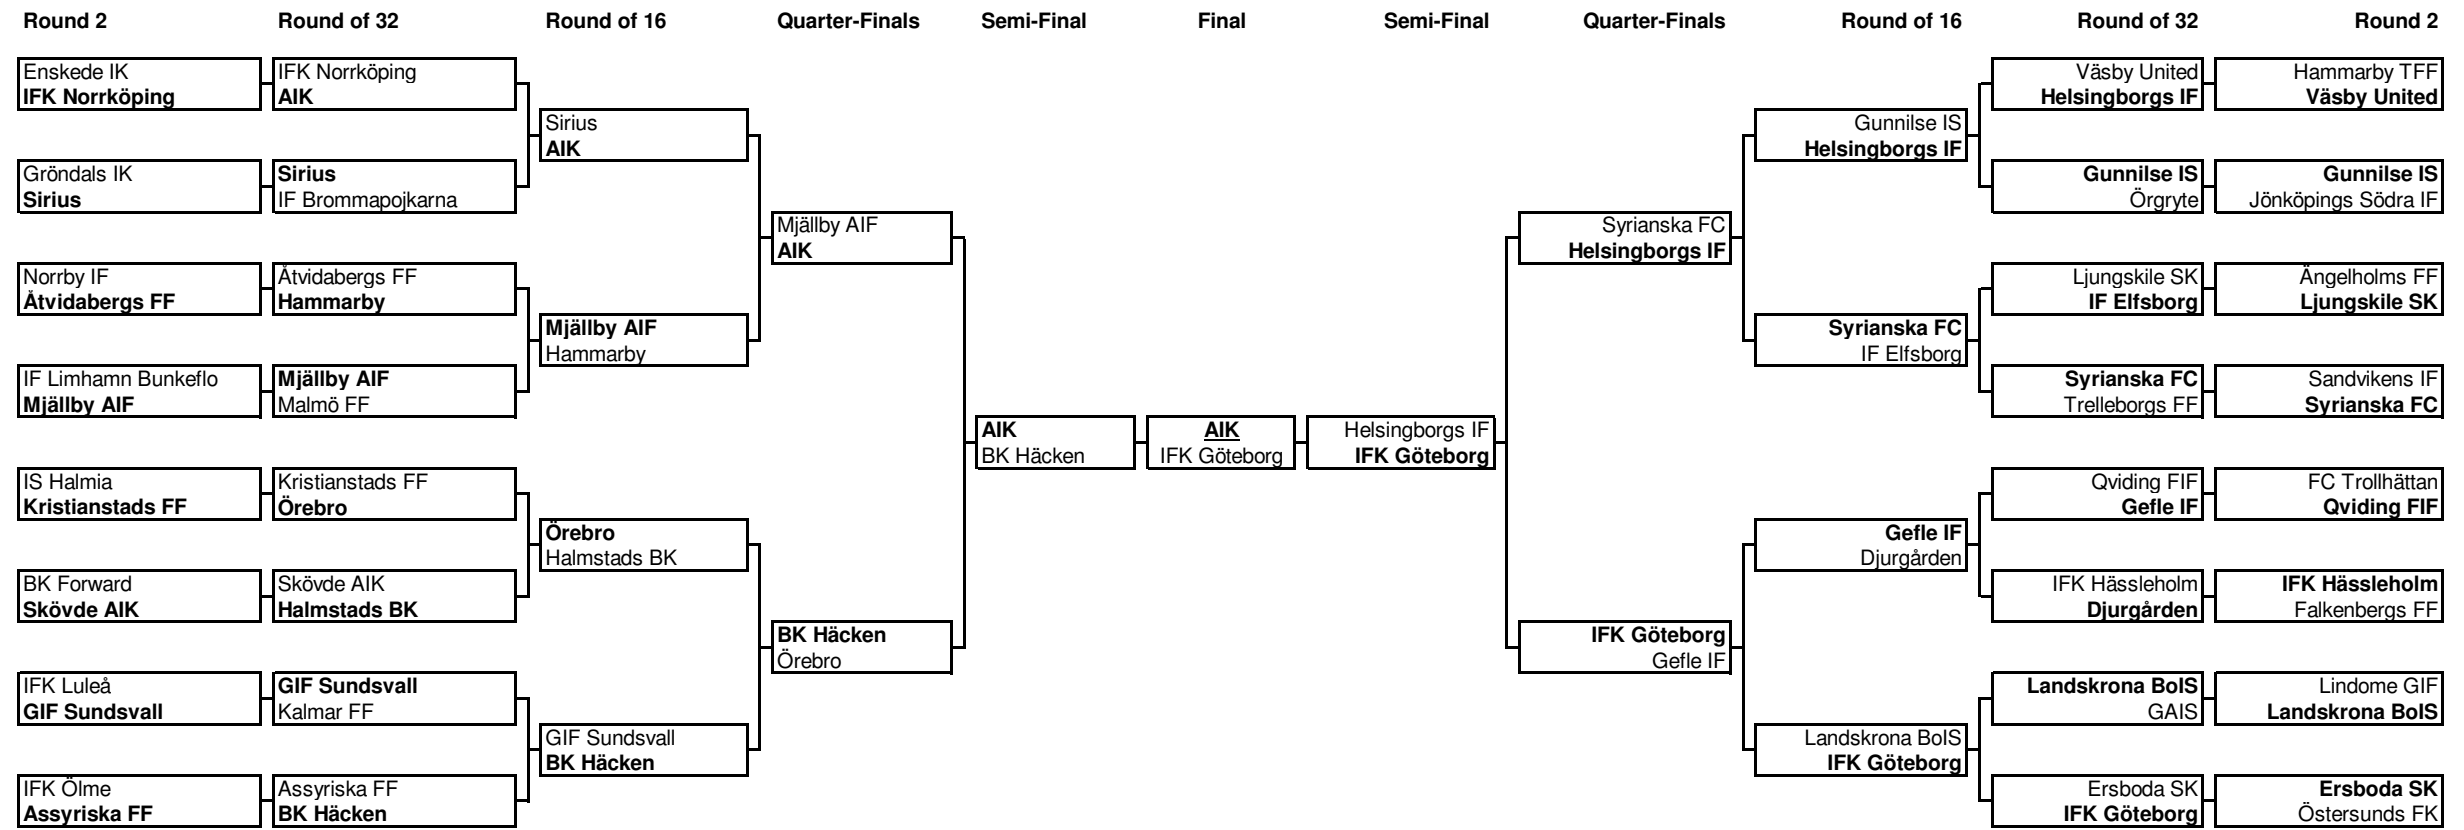 Round 2
Round of 32
Round of 16
Quarter-Finals
Semi-Final
Final
Semi-Final
Quarter-Finals
Round of 16
Round of 32
Round 2
Enskede IK
IFK Norrköping
Gröndals IK
Sirius
Norrby IF
Åtvidabergs FF
IF Limhamn Bunkeflo
Mjällby AIF
IS Halmia
Kristianstads FF
BK Forward
Skövde AIK
IFK Luleå
GIF Sundsvall
IFK Ölme
Assyriska FF
IFK Norrköping
AIK
Sirius
IF Brommapojkarna
Åtvidabergs FF
Hammarby
Mjällby AIF
Malmö FF
Kristianstads FF
Örebro
Skövde AIK
Halmstads BK
GIF Sundsvall
Kalmar FF
Assyriska FF
BK Häcken
Sirius
AIK
Mjällby AIF
Hammarby
Örebro
Halmstads BK
GIF Sundsvall
BK Häcken
Mjällby AIF
AIK
BK Häcken
Örebro
AIK
BK Häcken
AIK
IFK Göteborg
Helsingborgs IF
IFK Göteborg
Syrianska FC
Helsingborgs IF
IFK Göteborg
Gefle IF
Gunnilse IS
Helsingborgs IF
Syrianska FC
IF Elfsborg
Gefle IF
Djurgården
Landskrona BoIS
IFK Göteborg
Väsby United
Helsingborgs IF
Gunnilse IS
Örgryte
Ljungskile SK
IF Elfsborg
Syrianska FC
Trelleborgs FF
Qviding FIF
Gefle IF
IFK Hässleholm
Djurgården
Landskrona BoIS
GAIS
Ersboda SK
IFK Göteborg
Hammarby TFF
Väsby United
Gunnilse IS
Jönköpings Södra IF
Ängelholms FF
Ljungskile SK
Sandvikens IF
Syrianska FC
FC Trollhättan
Qviding FIF
IFK Hässleholm
Falkenbergs FF
Lindome GIF
Landskrona BoIS
Ersboda SK
Östersunds FK